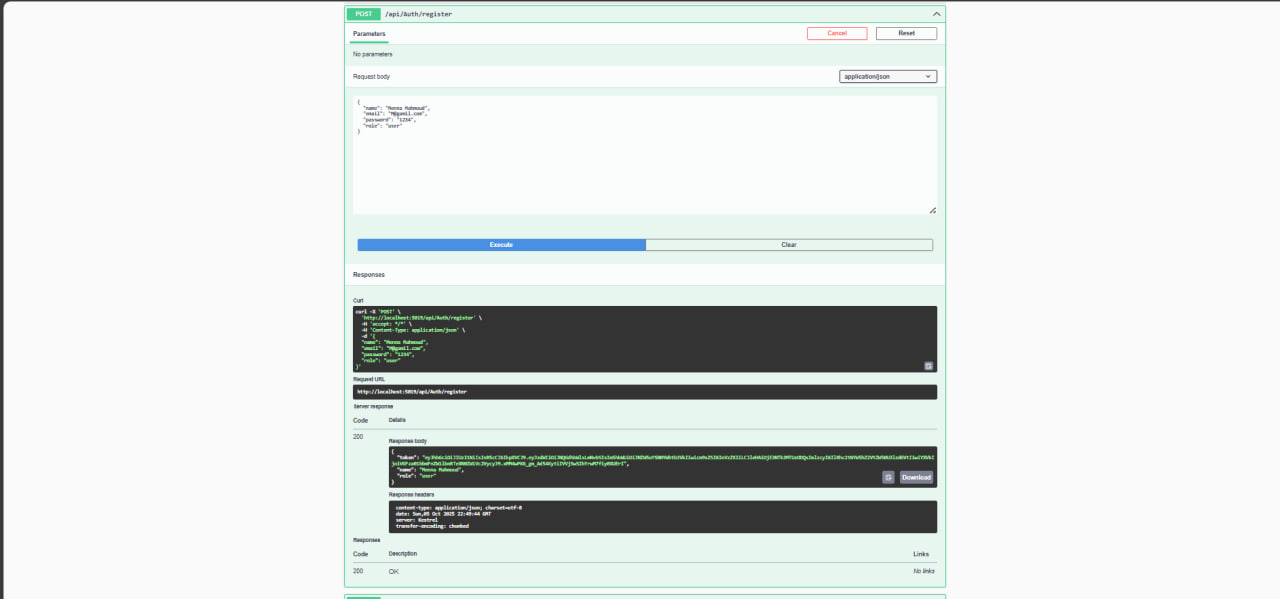 POST /api/Auth/register
Parameters
Cancel
Reset
No parameters
Request body
application/json
{
"name": "Menna Mahmoud",
"email": "M@gamil.com",
"password": "1234",
"role": "user"
}
Execute
Clear
Responses
Curl
curl -X 'POST' \
'http://localhost:5019/api/Auth/register' \
-H 'accept: */*' \
-H 'Content-Type: application/json' \
-d '{
"name": "Menna Mahmoud",
"email": "M@gamil.com",
"password": "1234",
"role": "user"
}'
Request URL
http://localhost:5019/api/Auth/register
Server response
Code Details
200
Response body
{
"token":
"name": "Menna Mahmoud",
"role": "user"
}
Download
Response headers
content-type: application/json; charset=utf-8
date: Sun,05 Oct 2025 22:49:44 GMT
server: Kestrel
transfer-encoding: chunked
Responses
Code Description Links
200 OK No links